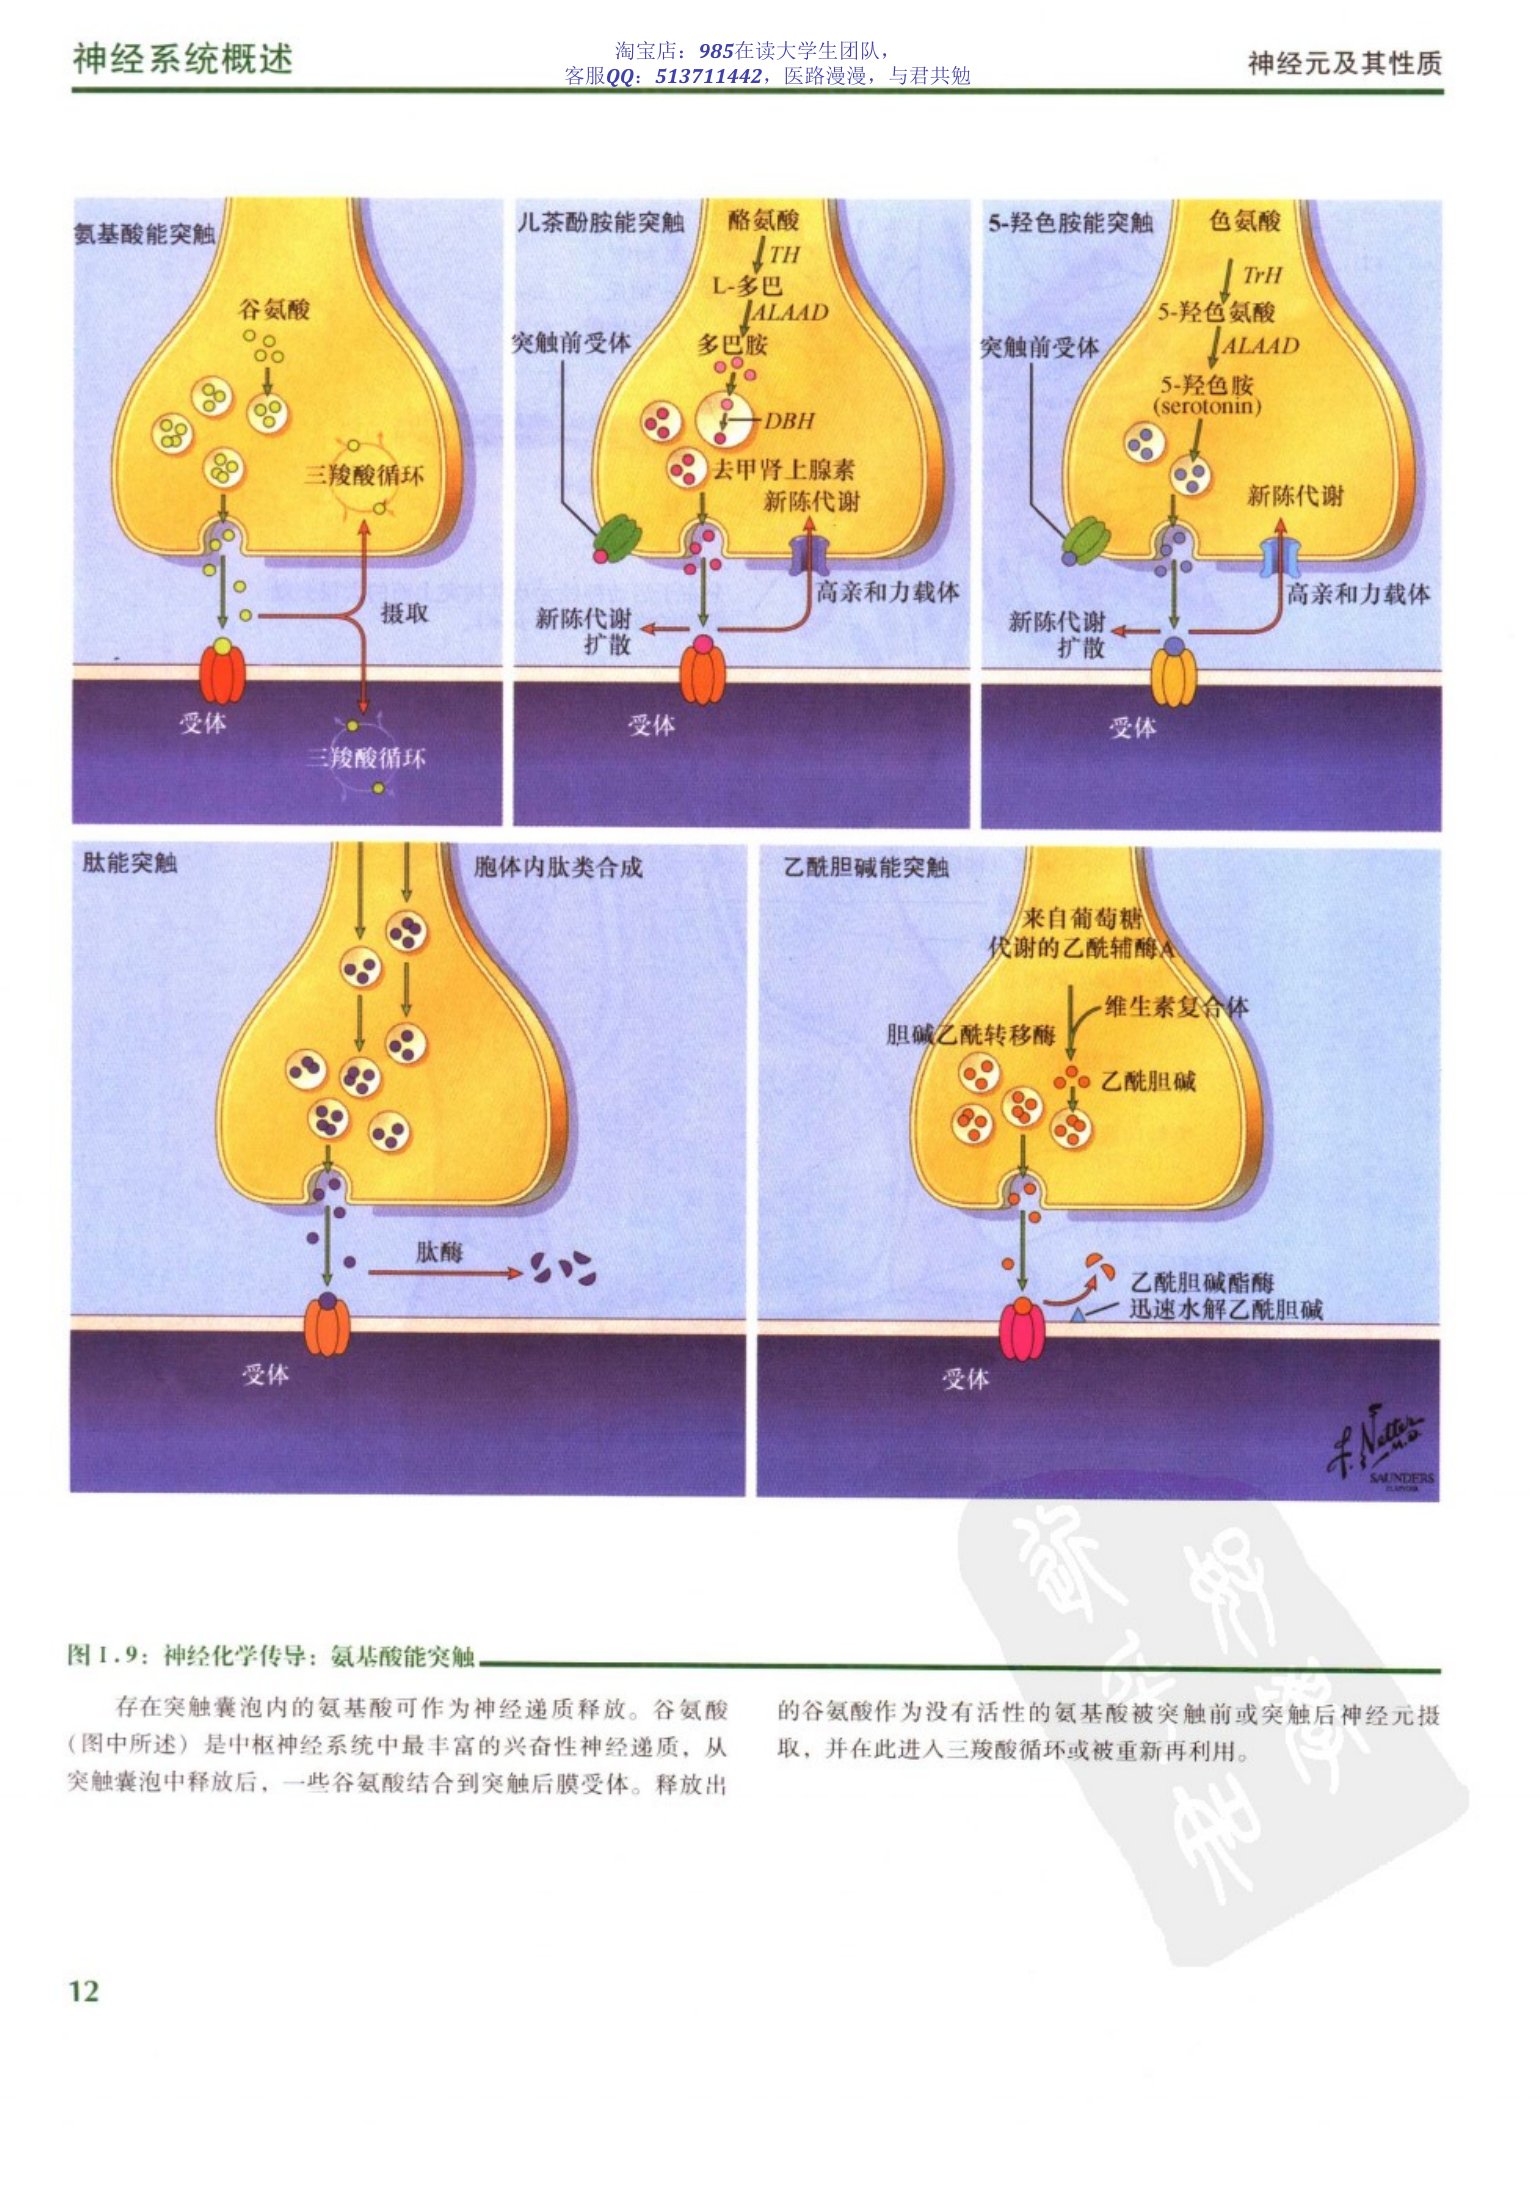 神经系统概述
淘宝店：985在读大学生团队，
客服QQ：513711442，医路漫漫，与君共勉
神经元及其性质
氨基酸能突触
谷氨酸
三羧酸循环
摄取
受体
三羧酸循环
儿茶酚胺能突触
酪氨酸
TH
L-多巴
ALAAD
突触前受体
多巴胺
DBH
去甲肾上腺素
新陈代谢
高亲和力载体
新陈代谢
扩散
受体
5-羟色胺能突触
色氨酸
TrH
5-羟色氨酸
突触前受体
ALAAD
5-羟色胺
(serotonin)
新陈代谢
高亲和力载体
新陈代谢
扩散
受体
肽能突触
胞体内肽类合成
肽酶
受体
乙酰胆碱能突触
来自葡萄糖
代谢的乙酰辅酶A
维生素复合体
胆碱乙酰转移酶
乙酰胆碱
乙酰胆碱酯酶
迅速水解乙酰胆碱
受体
F. Netter
M.D.
SAUNDERS
图 I.9：神经化学传导：氨基酸能突触
存在突触囊泡内的氨基酸可作为神经递质释放。谷氨酸
（图中所述）是中枢神经系统中最丰富的兴奋性神经递质，从
突触囊泡中释放后，一些谷氨酸结合到突触后膜受体。释放出
的谷氨酸作为没有活性的氨基酸被突触前或突触后神经元摄
取，并在此进入三羧酸循环或被重新再利用。
12